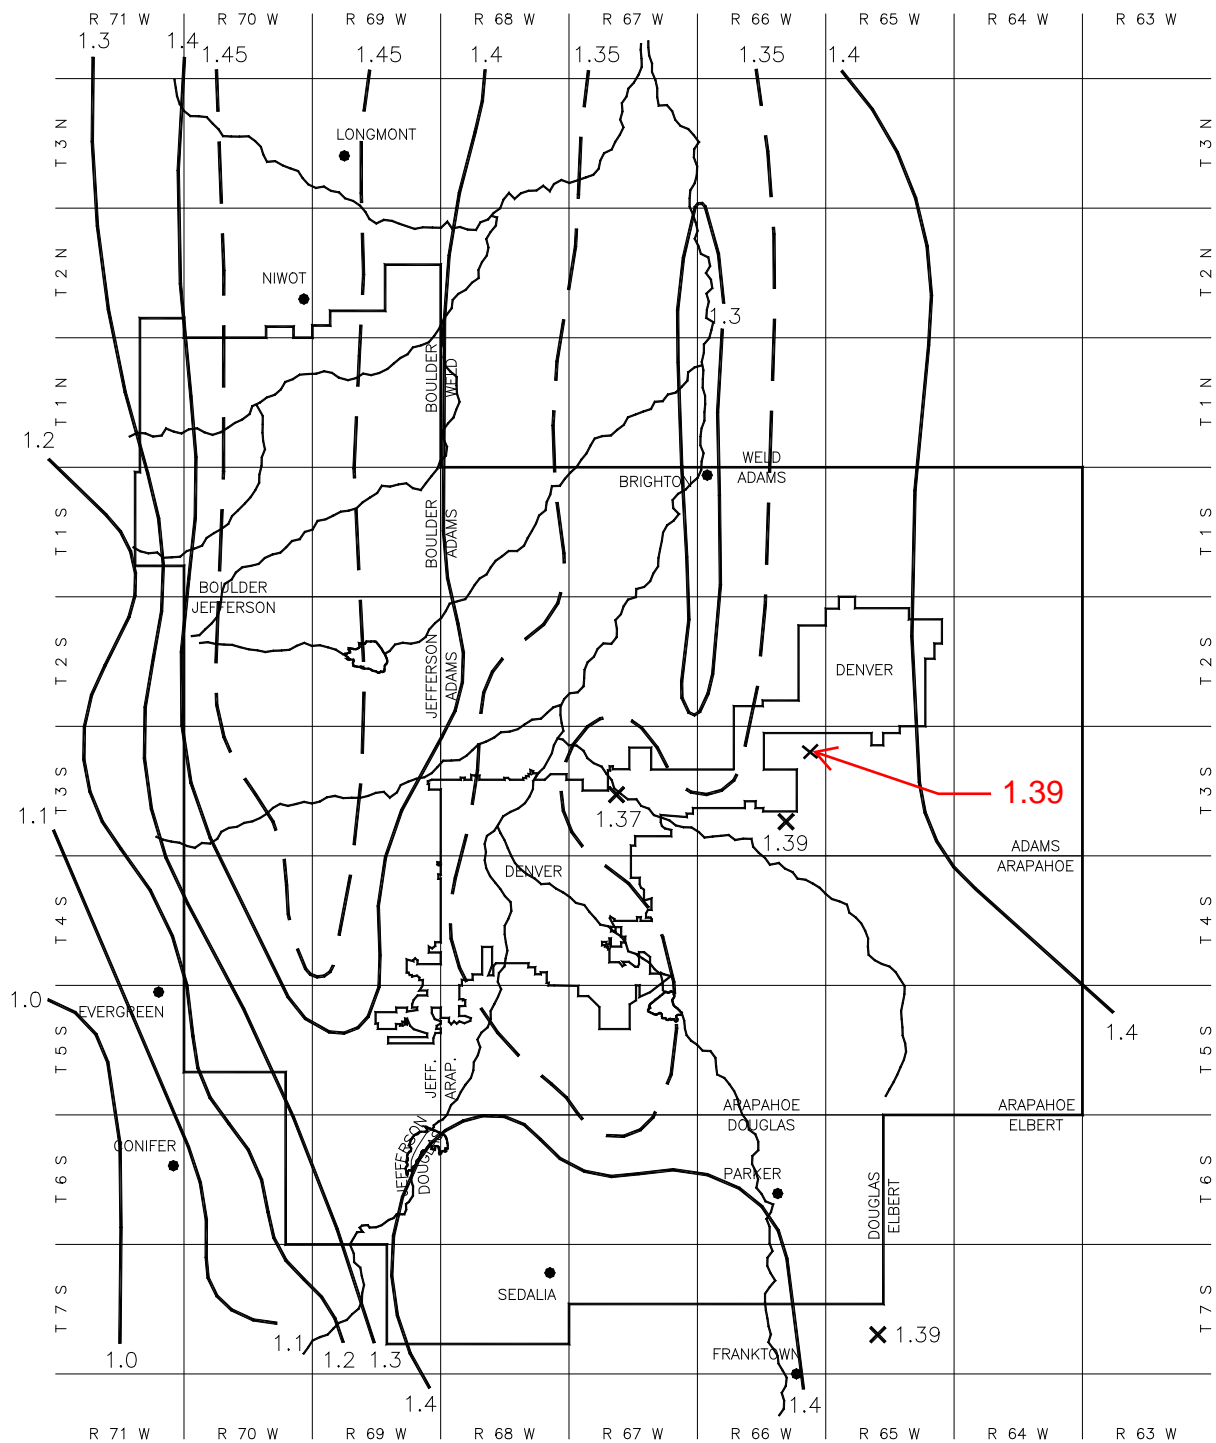 R 71 W R 70 W R 69 W R 68 W R 67 W R 66 W R 65 W R 64 W R 63 W
1.3 1.4 1.45 1.45 1.4 1.35 1.35 1.4
T 3 N LONGMONT T 3 N
T 2 N NIWOT T 2 N
1.3
T 1 N BOULDER WELD T 1 N
1.2
WELD
BRIGHTON ADAMS
T 1 S BOULDER ADAMS T 1 S
BOULDER
JEFFERSON
T 2 S JEFFERSON ADAMS DENVER T 2 S
T 3 S 1.39 T 3 S
1.1 1.37
1.39
ADAMS
DENVER ARAPAHOE
T 4 S T 4 S
1.0
EVERGREEN
1.4
T 5 S JEFF. ARAP. T 5 S
ARAPAHOE ARAPAHOE
DOUGLAS ELBERT
CONIFER
T 6 S JEFFERSON DOUGLAS PARKER DOUGLAS ELBERT T 6 S
T 7 S SEDALIA T 7 S
1.39
1.1
1.0 1.2 1.3 FRANKTOWN
1.4 1.4
R 71 W R 70 W R 69 W R 68 W R 67 W R 66 W R 65 W R 64 W R 63 W